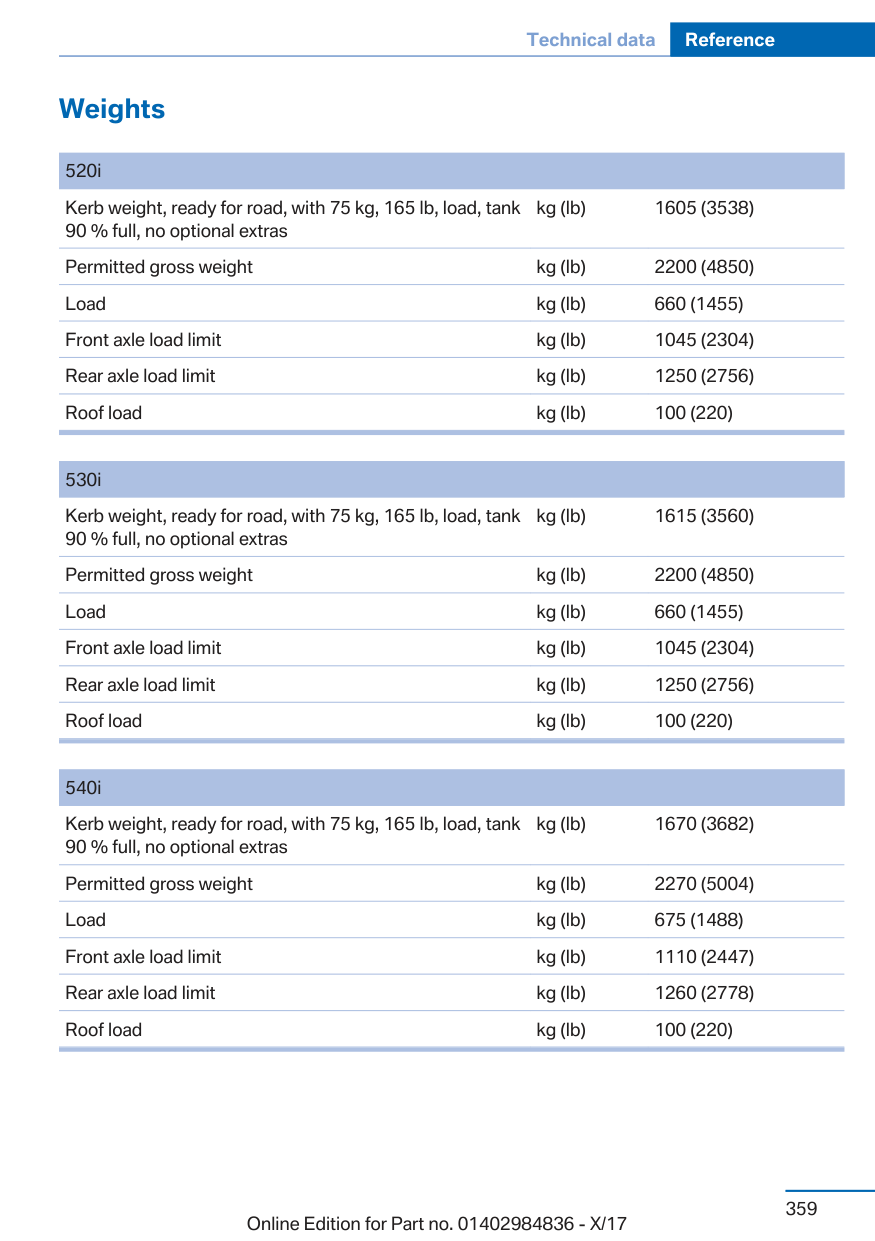 Technical data Reference
Weights
520i
Kerb weight, ready for road, with 75 kg, 165 lb, load, tank kg (lb) 1605 (3538)
90 % full, no optional extras
Permitted gross weight kg (lb) 2200 (4850)
Load kg (lb) 660 (1455)
Front axle load limit kg (lb) 1045 (2304)
Rear axle load limit kg (lb) 1250 (2756)
Roof load kg (lb) 100 (220)
530i
Kerb weight, ready for road, with 75 kg, 165 lb, load, tank kg (lb) 1615 (3560)
90 % full, no optional extras
Permitted gross weight kg (lb) 2200 (4850)
Load kg (lb) 660 (1455)
Front axle load limit kg (lb) 1045 (2304)
Rear axle load limit kg (lb) 1250 (2756)
Roof load kg (lb) 100 (220)
540i
Kerb weight, ready for road, with 75 kg, 165 lb, load, tank kg (lb) 1670 (3682)
90 % full, no optional extras
Permitted gross weight kg (lb) 2270 (5004)
Load kg (lb) 675 (1488)
Front axle load limit kg (lb) 1110 (2447)
Rear axle load limit kg (lb) 1260 (2778)
Roof load kg (lb) 100 (220)
359
Online Edition for Part no. 01402984836 - X/17